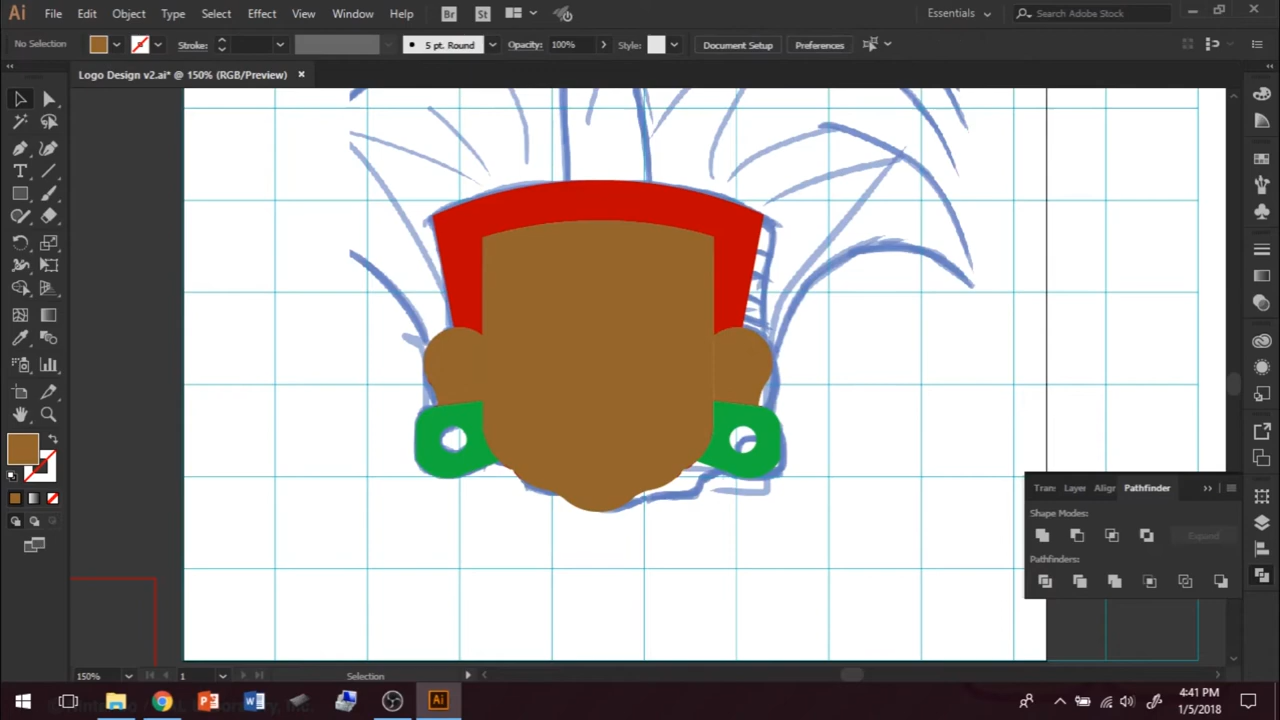 Ai File Edit Object Type Select Effect View Window Help Br St Essentials Search Adobe Stock
No Selection Stroke: 5 pt. Round Opacity: 100% Style: Document Setup Preferences
Logo Design v2.ai* @ 150% (RGB/Preview)
Layer Pathfinder
Shape Modes:
Expand
Pathfinders:
150% 1 Selection
4:41 PM
1/5/2018